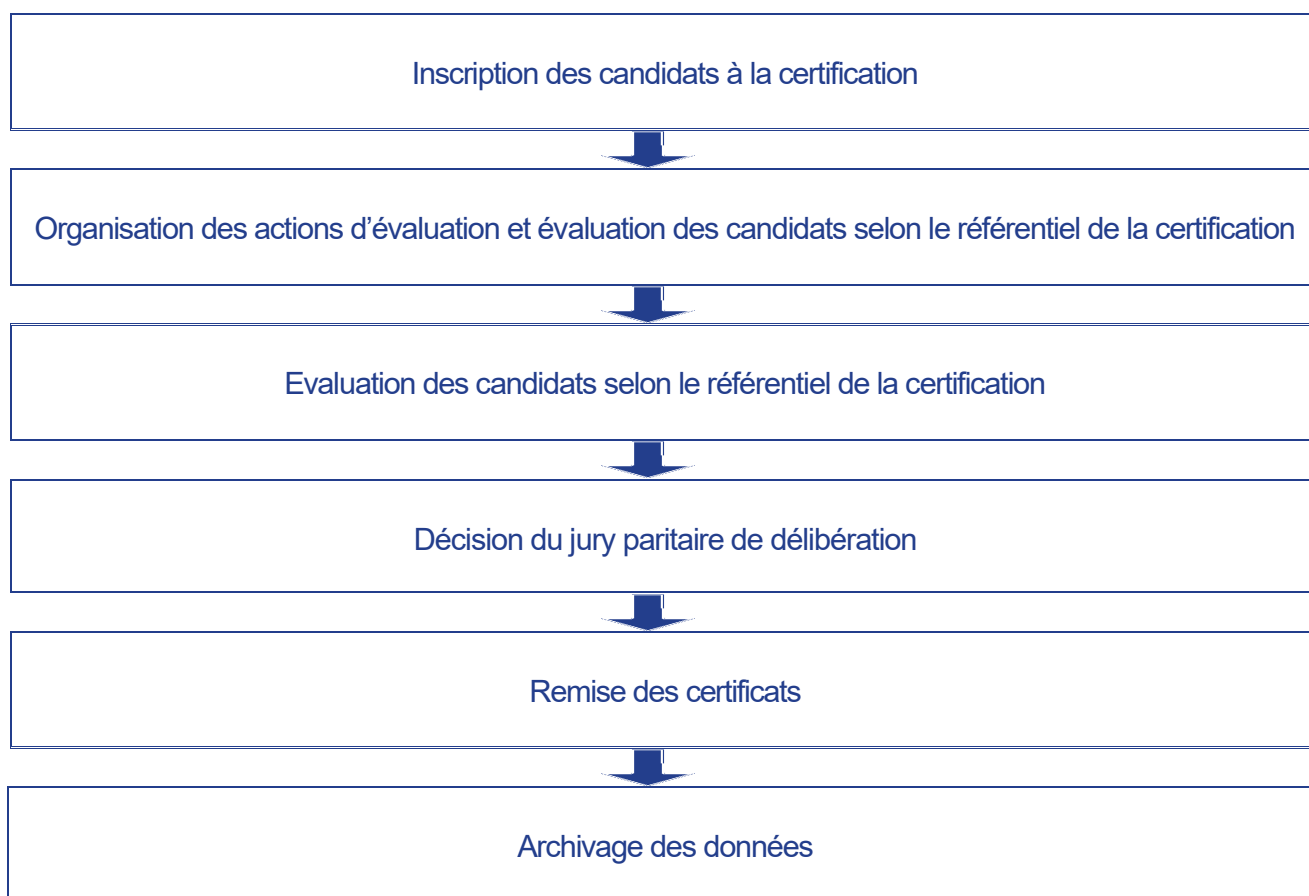 Inscription des candidats à la certification
Organisation des actions d’évaluation et évaluation des candidats selon le référentiel de la certification
Evaluation des candidats selon le référentiel de la certification
Décision du jury paritaire de délibération
Remise des certificats
Archivage des données